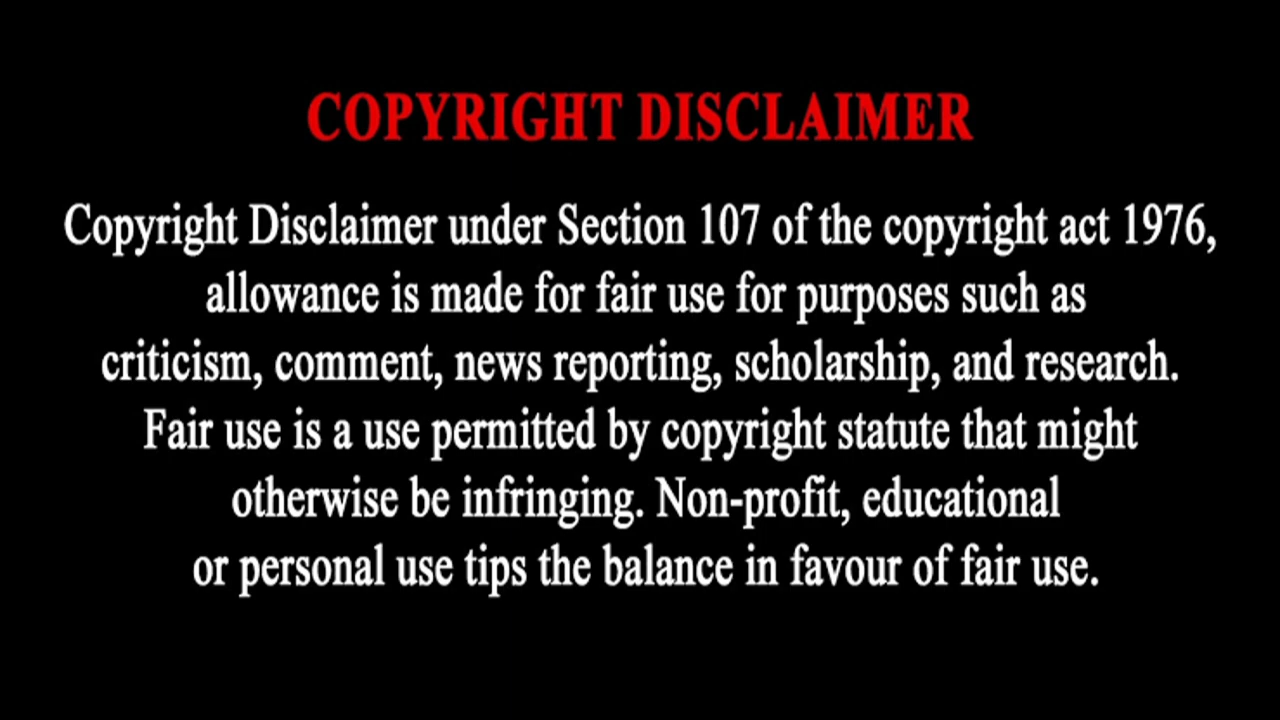 COPYRIGHT DISCLAIMER
Copyright Disclaimer under Section 107 of the copyright act 1976,
allowance is made for fair use for purposes such as
criticism, comment, news reporting, scholarship, and research.
Fair use is a use permitted by copyright statute that might
otherwise be infringing. Non-profit, educational
or personal use tips the balance in favour of fair use.